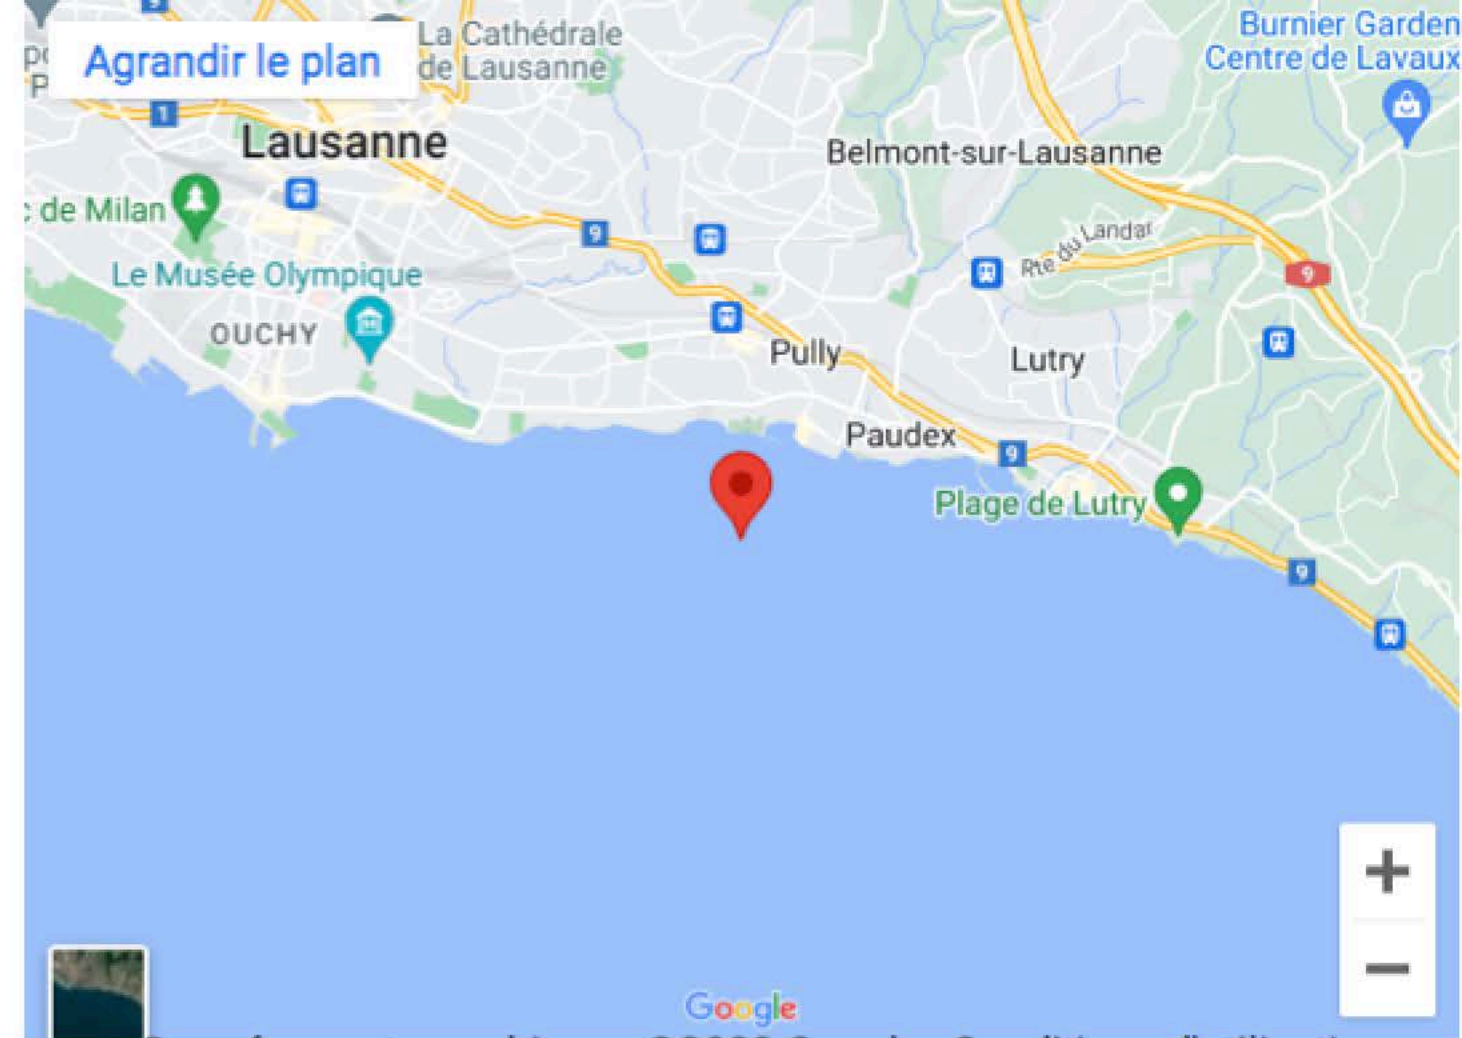 9
La Cathédrale
de Lausanne
Burnier Garden
Centre de Lavaux
Agrandir le plan
1
Lausanne
Belmont-sur-Lausanne
c de Milan
9
Rte du Landar
9
Le Musée Olympique
OUCHY
Pully
Lutry
Paudex
9
Plage de Lutry
9
+
−
Google